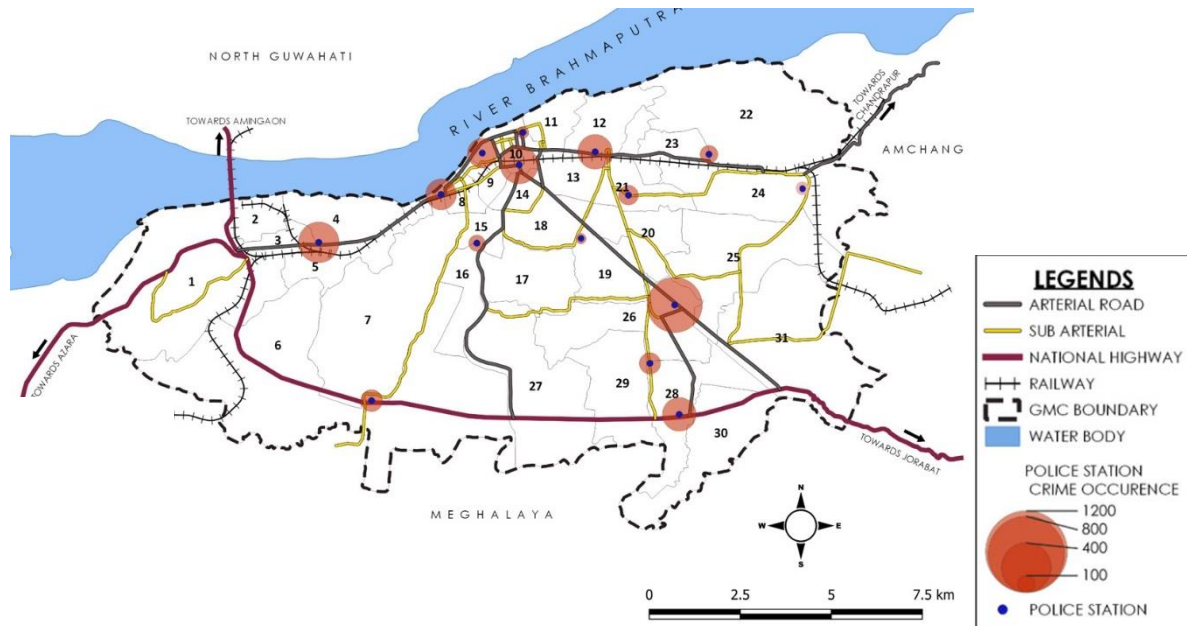 NORTH GUWAHATI
RIVER BRAHMAPUTRA
TOWARDS AMINGAON
TOWARDS
CHANDRAPUR
AMCHANG
22
11
12
23
10
13
9
21
24
14
8
2
4
3
15
18
20
5
25
16
17
19
1
7
26
6
31
27
29
28
30
TOWARDS AZARA
TOWARDS JORABAT
MEGHALAYA
N
W
E
S
0
2.5
5
7.5 km
LEGENDS
ARTERIAL ROAD
SUB ARTERIAL
NATIONAL HIGHWAY
RAILWAY
GMC BOUNDARY
WATER BODY
POLICE STATION
CRIME OCCURENCE
1200
800
400
100
POLICE STATION